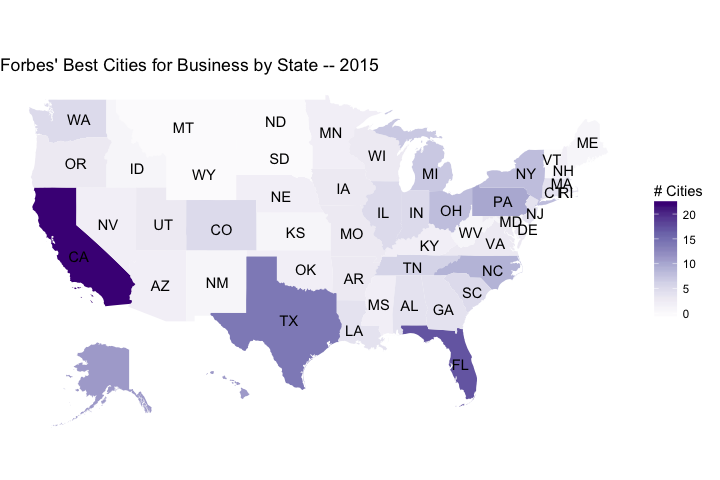 Forbes' Best Cities for Business by State -- 2015
WA
MT
ND
MN
ME
OR
ID
WY
SD
WI
MI
VT
NH
NY
MA
CT
RI
NV
UT
CO
NE
IA
IL
IN
OH
PA
NJ
CA
KS
MO
KY
WV
VA
MD
DE
AZ
NM
OK
AR
TN
NC
SC
TX
LA
MS
AL
GA
FL
# Cities
20
15
10
5
0